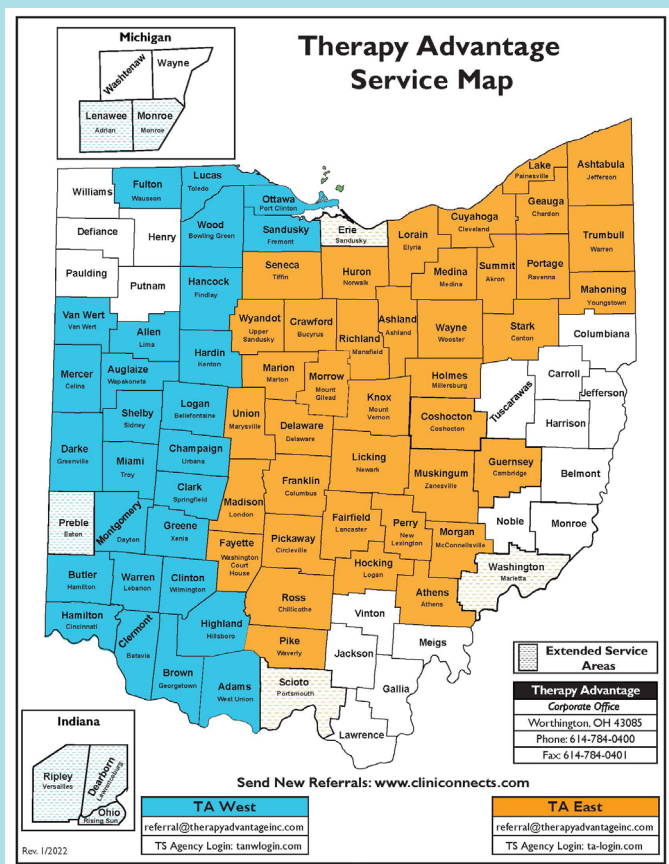 Therapy Advantage
Service Map
Michigan
Washtenaw
Wayne
Lenawee
Adrian
Monroe
Monroe
Williams
Fulton
Wauseon
Lucas
Toledo
Ottawa
Port Clinton
Defiance
Henry
Wood
Bowling Green
Sandusky
Fremont
Erie
Sandusky
Lorain
Elyria
Cuyahoga
Cleveland
Lake
Painesville
Geauga
Chardon
Ashtabula
Jefferson
Trumbull
Warren
Paulding
Putnam
Hancock
Findlay
Seneca
Tiffin
Huron
Norwalk
Medina
Medina
Summit
Akron
Portage
Ravenna
Mahoning
Youngstown
Van Wert
Van Wert
Allen
Lima
Hardin
Kenton
Wyandot
Upper
Sandusky
Crawford
Bucyrus
Richland
Mansfield
Ashland
Ashland
Wayne
Wooster
Stark
Canton
Columbiana
Mercer
Celina
Auglaize
Wapakoneta
Marion
Marion
Morrow
Mount
Gilead
Knox
Mount
Vernon
Holmes
Millersburg
Tuscarawas
Carroll
Jefferson
Harrison
Shelby
Sidney
Logan
Bellefontaine
Union
Marysville
Delaware
Delaware
Coshocton
Coshocton
Darke
Greenville
Miami
Troy
Champaign
Urbana
Clark
Springfield
Madison
London
Franklin
Columbus
Licking
Newark
Muskingum
Zanesville
Guernsey
Cambridge
Belmont
Preble
Eaton
Montgomery
Dayton
Greene
Xenia
Fayette
Washington
Court
House
Pickaway
Circleville
Fairfield
Lancaster
Perry
New
Lexington
Morgan
McConnellsville
Noble
Monroe
Butler
Hamilton
Warren
Lebanon
Clinton
Wilmington
Ross
Chillicothe
Hocking
Logan
Athens
Athens
Washington
Marietta
Hamilton
Cincinnati
Clermont
Batavia
Highland
Hillsboro
Pike
Waverly
Vinton
Meigs
Jackson
Brown
Georgetown
Adams
West Union
Scioto
Portsmouth
Gallia
Lawrence
Extended Service
Areas
Therapy Advantage
Corporate Office
Worthington, OH 43085
Phone: 614-784-0400
Fax: 614-784-0401
Indiana
Ripley
Versailles
Dearborn
Lawrenceburg
Ohio
Rising Sun
Send New Referrals: www.cliniconnects.com
TA West
referral@therapyadvantageinc.com
TS Agency Login: tanwlogin.com
TA East
referral@therapyadvantageinc.com
TS Agency Login: ta-login.com
Rev. 1/2022